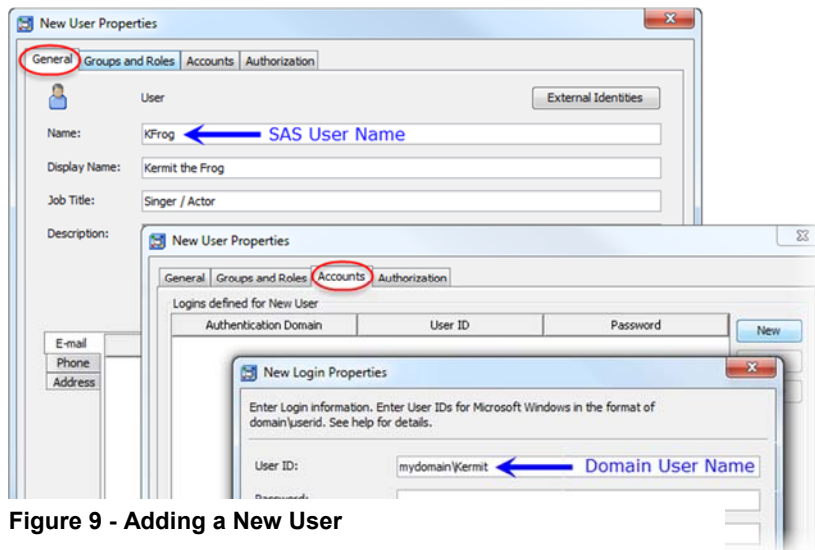 New User Properties
General Groups and Roles Accounts Authorization
User External Identities
Name: KFrog SAS User Name
Display Name: Kermit the Frog
Job Title: Singer / Actor
Description:
New User Properties
General Groups and Roles Accounts Authorization
Logins defined for New User
Authentication Domain User ID Password
New
E-mail
Phone
Address
New Login Properties
Enter Login information. Enter User IDs for Microsoft Windows in the format of
domain\userid. See help for details.
User ID: mydomain\Kermit Domain User Name
Figure 9 - Adding a New User